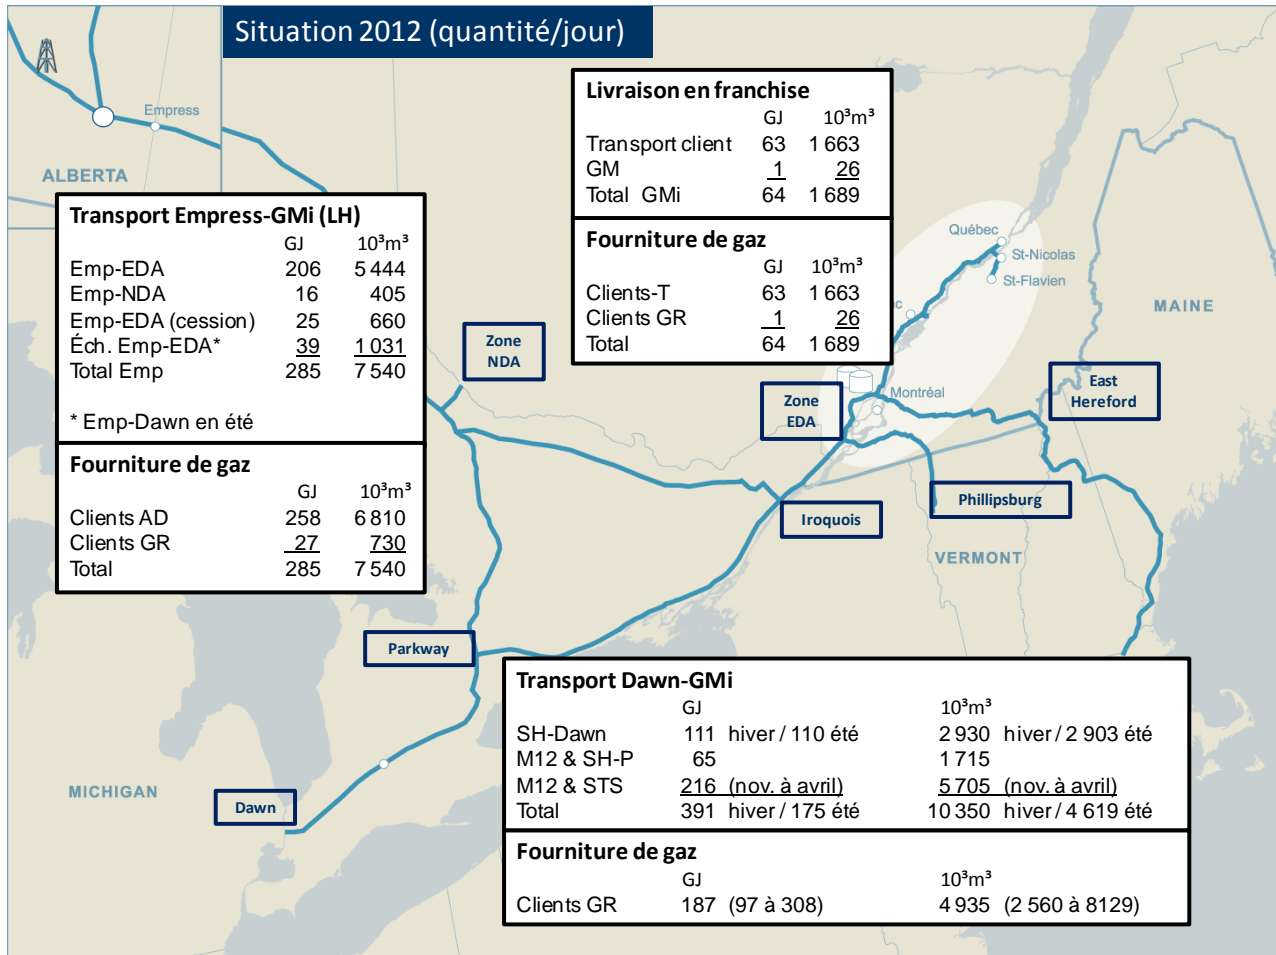 Situation 2012 (quantité/jour)
Empress
ALBERTA
Transport Empress-GMi (LH)
GJ 10³m³
Emp-EDA 206 5 444
Emp-NDA 16 405
Emp-EDA (cession) 25 660
Éch. Emp-EDA* 39 1 031
Total Emp 285 7 540
* Emp-Dawn en été
Fourniture de gaz
GJ 10³m³
Clients AD 258 6 810
Clients GR 27 730
Total 285 7 540
Livraison en franchise
GJ 10³m³
Transport client 63 1 663
GM 1 26
Total GMi 64 1 689
Fourniture de gaz
GJ 10³m³
Clients-T 63 1 663
Clients GR 1 26
Total 64 1 689
Québec
St-Nicolas
St-Flavien
MAINE
Zone
NDA
Zone
EDA
Montréal
East
Hereford
Iroquois
Phillipsburg
VERMONT
Parkway
MICHIGAN
Dawn
Transport Dawn-GMi
GJ 10³m³
SH-Dawn 111 hiver / 110 été 2 930 hiver / 2 903 été
M12 & SH-P 65 1 715
M12 & STS 216 (nov. à avril) 5 705 (nov. à avril)
Total 391 hiver / 175 été 10 350 hiver / 4 619 été
Fourniture de gaz
GJ 10³m³
Clients GR 187 (97 à 308) 4 935 (2 560 à 8129)